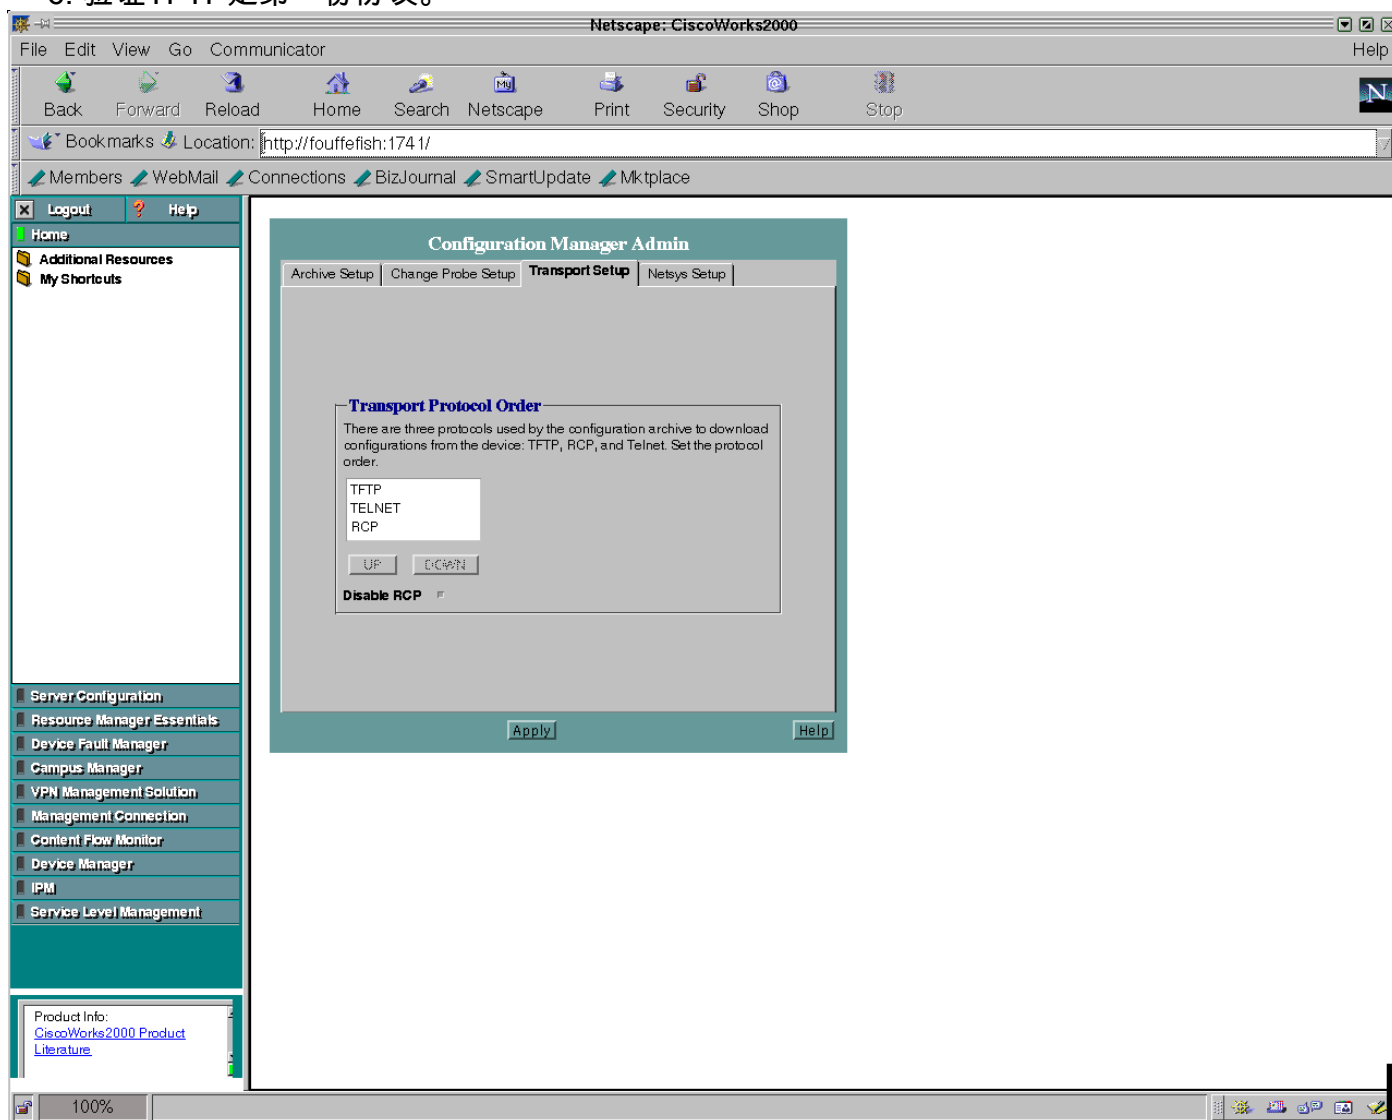 Netscape: CiscoWorks2000
File Edit View Go Communicator Help
Back Forward Reload Home Search Netscape Print Security Shop Stop
My
N
Bookmarks Location: http://fouffefish:1741/
Members WebMail Connections BizJournal SmartUpdate Mktplace
Logout ? Help
Home
Additional Resources
My Shortcuts
Server Configuration
Resource Manager Essentials
Device Fault Manager
Campus Manager
VPN Management Solution
Management Connection
Content Flow Monitor
Device Manager
IPM
Service Level Management
Product Info:
CiscoWorks2000 Product
Literature
Configuration Manager Admin
Archive Setup Change Probe Setup Transport Setup Netsys Setup
Transport Protocol Order
There are three protocols used by the configuration archive to download
configurations from the device: TFTP, RCP, and Telnet. Set the protocol
order.
TFTP
TELNET
RCP
UP DOWN
Disable RCP
Apply Help
100%